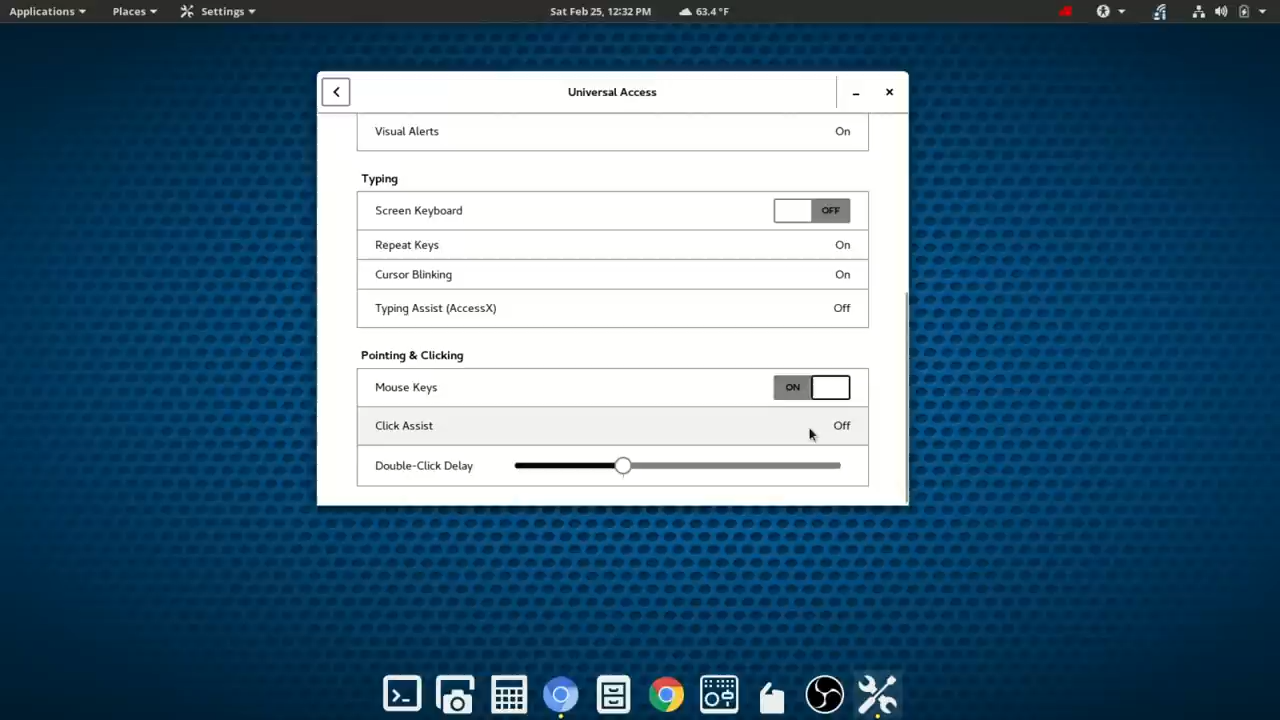 Applications Places Settings Sat Feb 25, 12:32 PM 63.4 °F
Universal Access
Visual Alerts On
Typing
Screen Keyboard OFF
Repeat Keys On
Cursor Blinking On
Typing Assist (AccessX) Off
Pointing & Clicking
Mouse Keys ON
Click Assist Off
Double-Click Delay